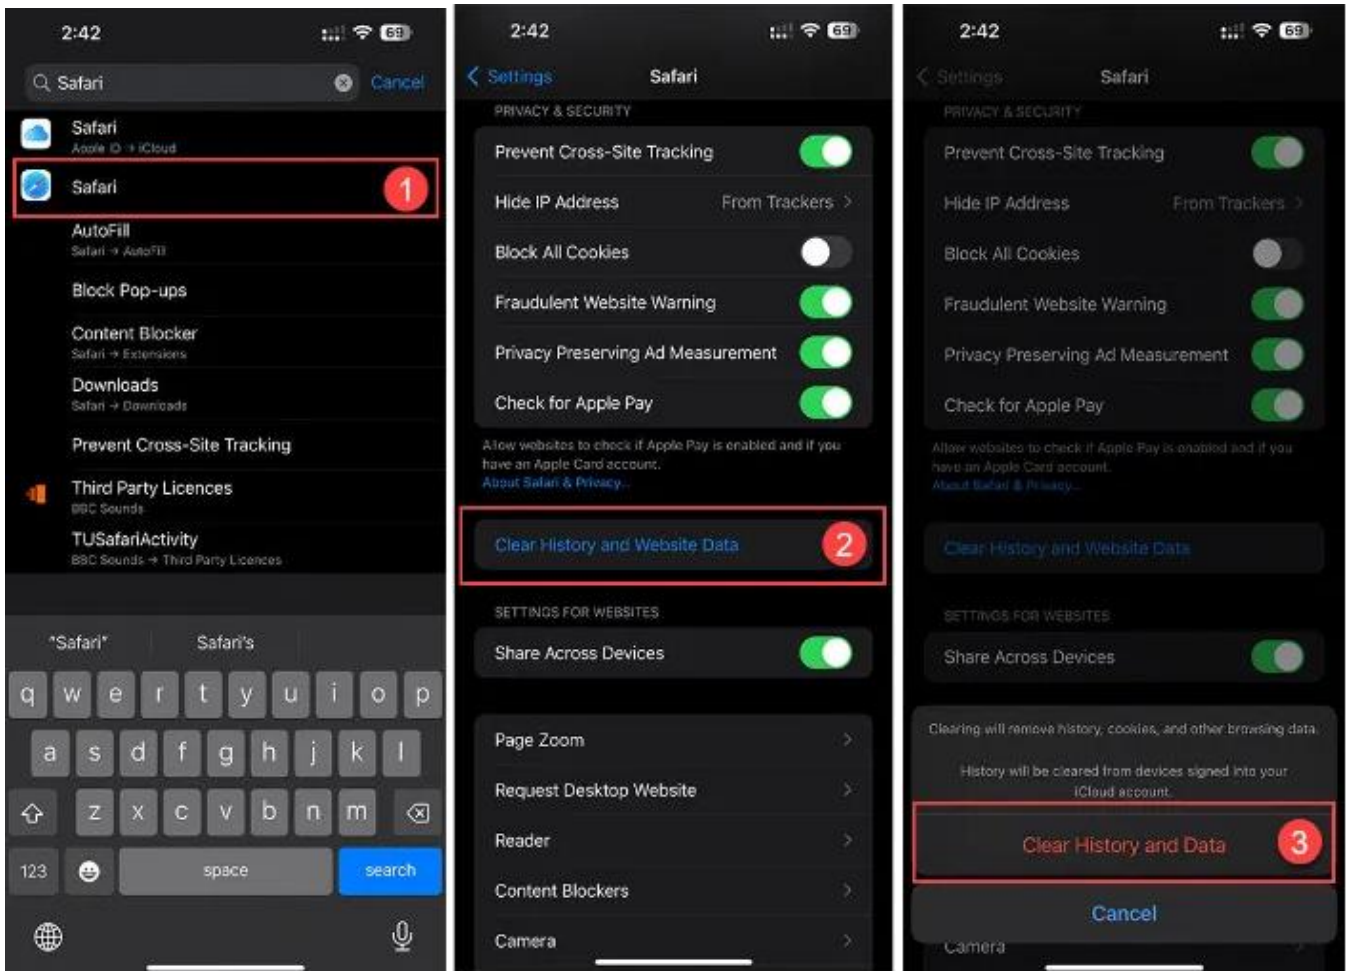 2:42
69
Safari
Cancel
Safari
Apple ID → iCloud
Safari
1
AutoFill
Safari → AutoFill
Block Pop-ups
Content Blocker
Safari → Extensions
Downloads
Safari → Downloads
Prevent Cross-Site Tracking
Third Party Licences
BBC Sounds
TUSafariActivity
BBC Sounds → Third Party Licences
"Safari"
Safari's
q w e r t y u i o p
a s d f g h j k l
z x c v b n m
123
space
search
2:42
69
Settings
Safari
PRIVACY & SECURITY
Prevent Cross-Site Tracking
Hide IP Address
From Trackers
Block All Cookies
Fraudulent Website Warning
Privacy Preserving Ad Measurement
Check for Apple Pay
Allow websites to check if Apple Pay is enabled and if you
have an Apple Card account.
About Safari & Privacy...
Clear History and Website Data
2
SETTINGS FOR WEBSITES
Share Across Devices
Page Zoom
Request Desktop Website
Reader
Content Blockers
Camera
2:42
69
Settings
Safari
PRIVACY & SECURITY
Prevent Cross-Site Tracking
Hide IP Address
From Trackers
Block All Cookies
Fraudulent Website Warning
Privacy Preserving Ad Measurement
Check for Apple Pay
Allow websites to check if Apple Pay is enabled and if you
have an Apple Card account.
About Safari & Privacy...
Clear History and Website Data
SETTINGS FOR WEBSITES
Share Across Devices
Clearing will remove history, cookies, and other browsing data.
History will be cleared from devices signed into your
iCloud account.
Clear History and Data
3
Cancel
Camera